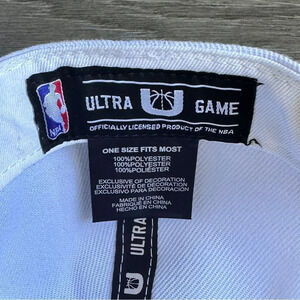 NBA
ULTRA GAME
OFFICIALLY LICENSED PRODUCT OF THE NBA
ONE SIZE FITS MOST
100%POLYESTER
100%POLYESTER
100%POLIÉSTER
EXCLUSIVE OF DECORATION
EXCLUSIVITÉ DE DÉCORATION
EXCLUSIVO PARA DECORACIÓN
MADE IN CHINA
FABRIQUÉ EN CHINE
HECHO EN CHINA
ULTRA